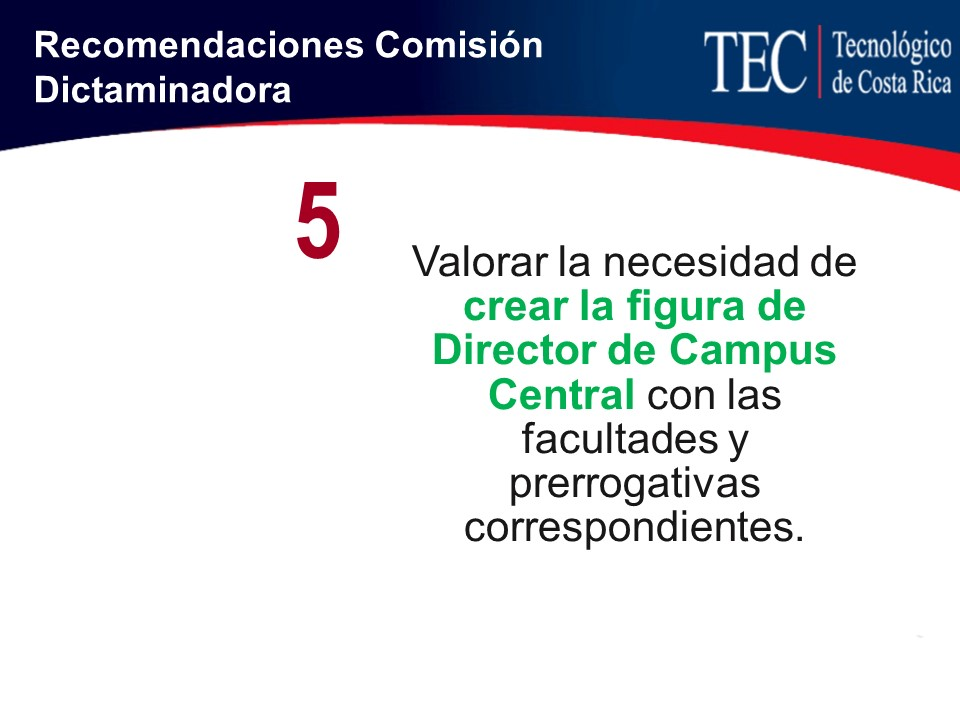 Recomendaciones Comisión
Dictaminadora
TEC
Tecnológico
de Costa Rica
5
Valorar la necesidad de
crear la figura de
Director de Campus
Central con las
facultades y
prerrogativas
correspondientes.